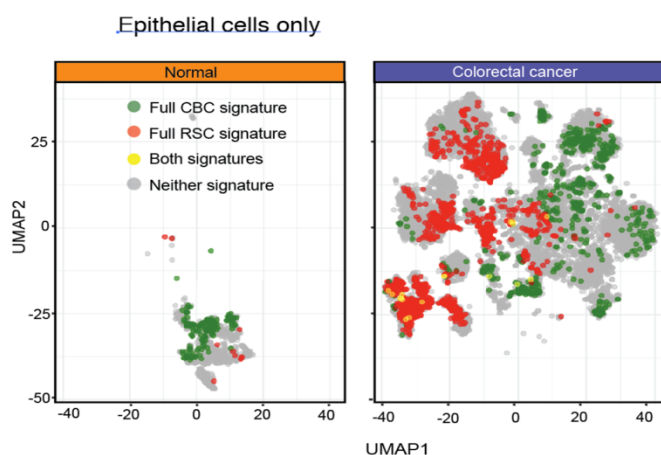 Epithelial cells only
Normal
Colorectal cancer
Full CBC signature
Full RSC signature
Both signatures
Neither signature
UMAP2
25
0
-25
-50
-40 -20 0 20 40
-40 -20 0 20 40
UMAP1